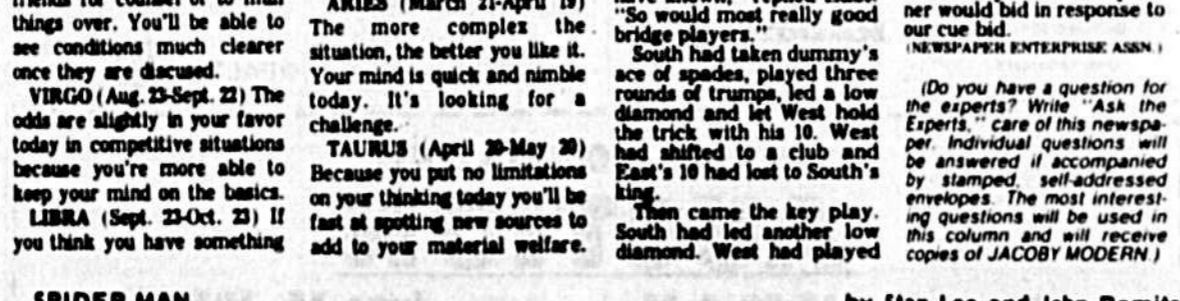 things over. You'll be able to
see conditions much clearer
once they are discused.
VIRGO (Aug. 23-Sept. 22) The
odds are slightly in your favor
today in competitive situations
because you're more able to
keep your mind on the basics.
LIBRA (Sept. 23-Oct. 23) If
you think you have something
ARIES (March 21-April 19)
The more complex the
situation, the better you like it.
Your mind is quick and nimble
today. It's looking for a
challenge.
TAURUS (April 20-May 20)
Because you put no limitations
on your thinking today you'll be
fast at spotting new sources to
add to your material welfare.
"So would most really good
bridge players."
South had taken dummy's
ace of spades, played three
rounds of trumps, led a low
diamond and let West hold
the trick with his 10. West
had shifted to a club and
East's 10 had lost to South's
king.
Then came the key play.
South had led another low
diamond. West had played
ner would bid in response to
our cue bid.
(NEWSPAPER ENTERPRISE ASSN.)
(Do you have a question for
the experts? Write "Ask the
Experts," care of this newspa-
per. Individual questions will
be answered if accompanied
by stamped, self-addressed
envelopes. The most interest-
ing questions will be used in
this column and will receive
copies of JACOBY MODERN.)
SPIDER MAN
by Stan Lee and John Romita